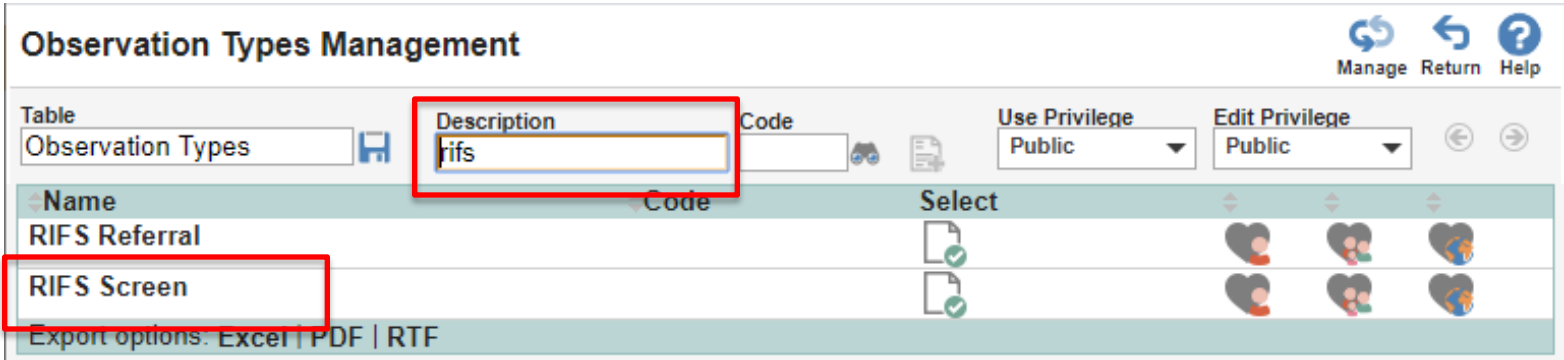 Observation Types Management
Manage Return Help
Table Description Code Use Privilege Edit Privilege
Observation Types rifs Public Public
Name Code Select
RIFS Referral
RIFS Screen
Export options: Excel | PDF | RTF